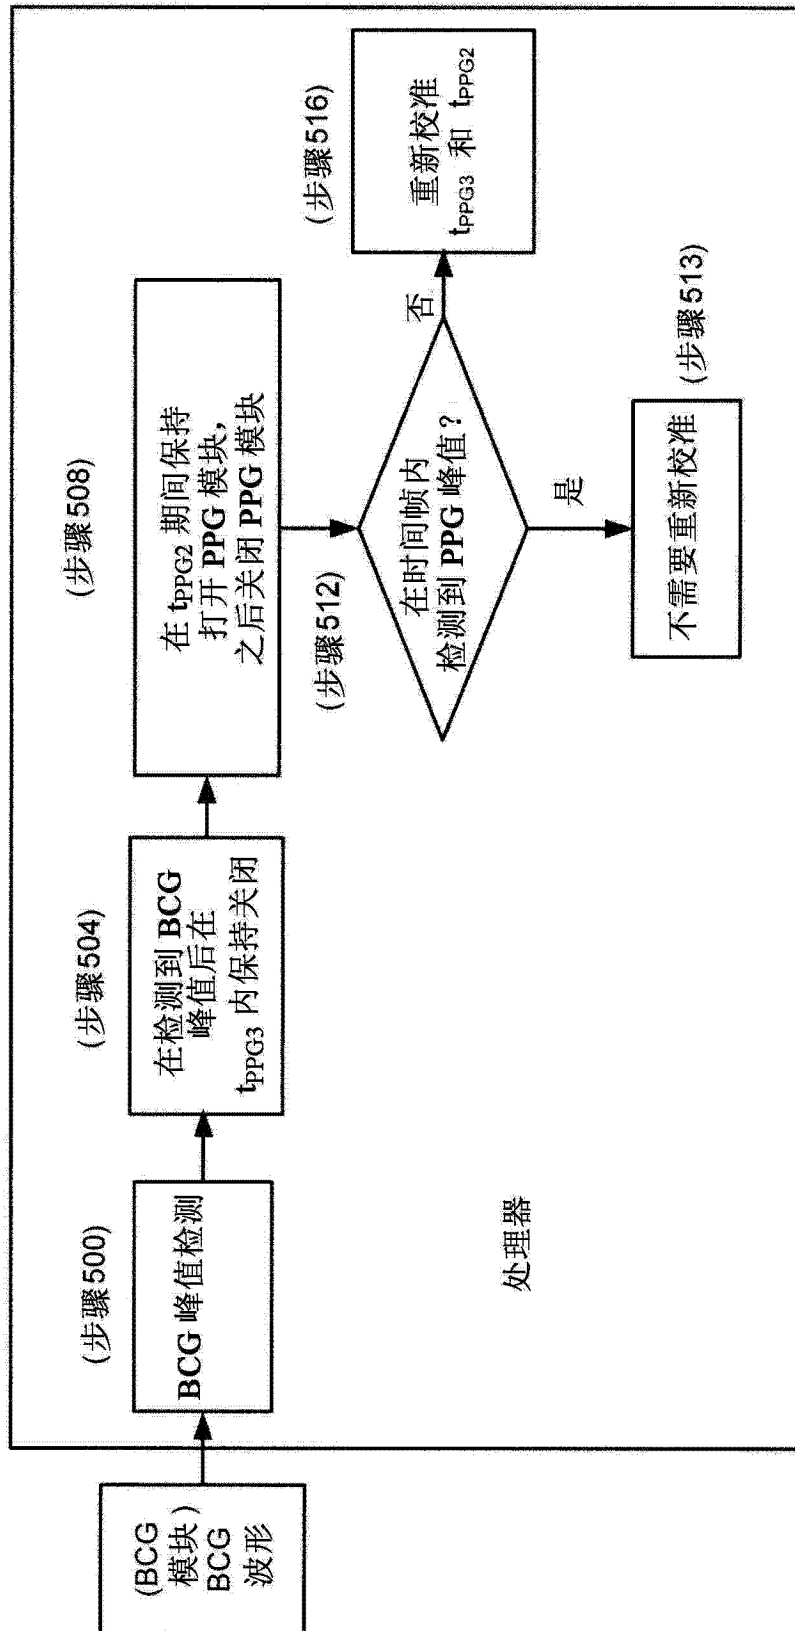 (BCG
模块)
BCG
波形
(步骤500)
BCG 峰值检测
(步骤504)
在检测到 BCG
峰值后在
tPPG3 内保持关闭
(步骤508)
在 tPPG2 期间保持
打开 PPG 模块,
之后关闭 PPG 模块
(步骤512)
在时间帧内
检测到 PPG 峰值?
否
(步骤516)
重新校准
tPPG3 和 tPPG2
是
(步骤513)
不需要重新校准
处理器